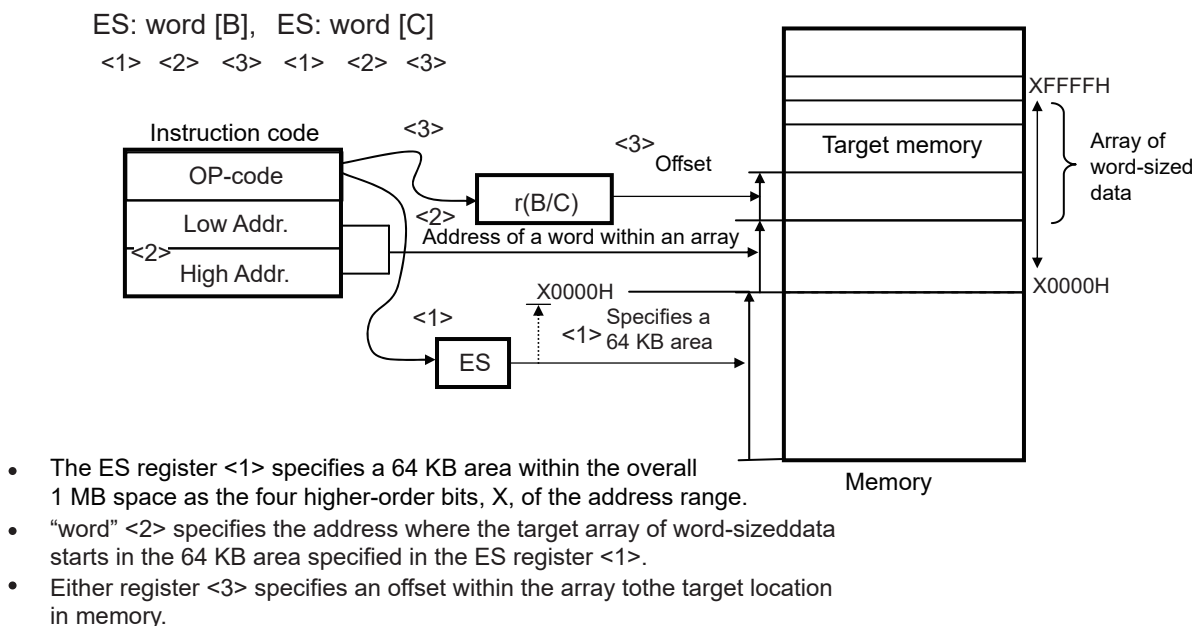 ES: word [B], ES: word [C]
<1> <2> <3> <1> <2> <3>
XFFFFH
Instruction code
<3>
<3>
Offset
Target memory
Array of
word-sized
data
OP-code
r(B/C)
<2>
Low Addr.
Address of a word within an array
<2>
High Addr.
X0000H
X0000H
<1>
<1>
Specifies a
64 KB area
ES
Memory
• The ES register <1> specifies a 64 KB area within the overall
1 MB space as the four higher-order bits, X, of the address range.
• “word” <2> specifies the address where the target array of word-sizeddata
starts in the 64 KB area specified in the ES register <1>.
• Either register <3> specifies an offset within the array tothe target location
in memory.